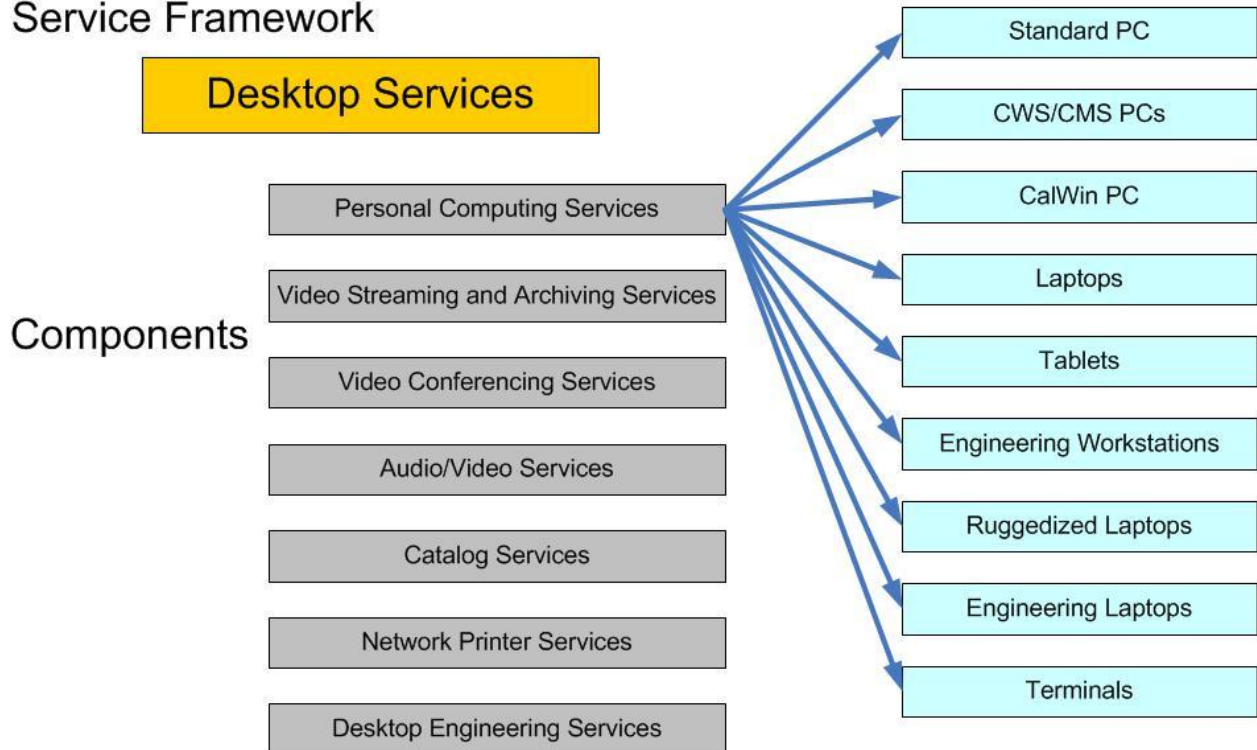 Service Framework
Desktop Services
Components
Personal Computing Services
Video Streaming and Archiving Services
Video Conferencing Services
Audio/Video Services
Catalog Services
Network Printer Services
Desktop Engineering Services
Standard PC
CWS/CMS PCs
CalWin PC
Laptops
Tablets
Engineering Workstations
Ruggedized Laptops
Engineering Laptops
Terminals